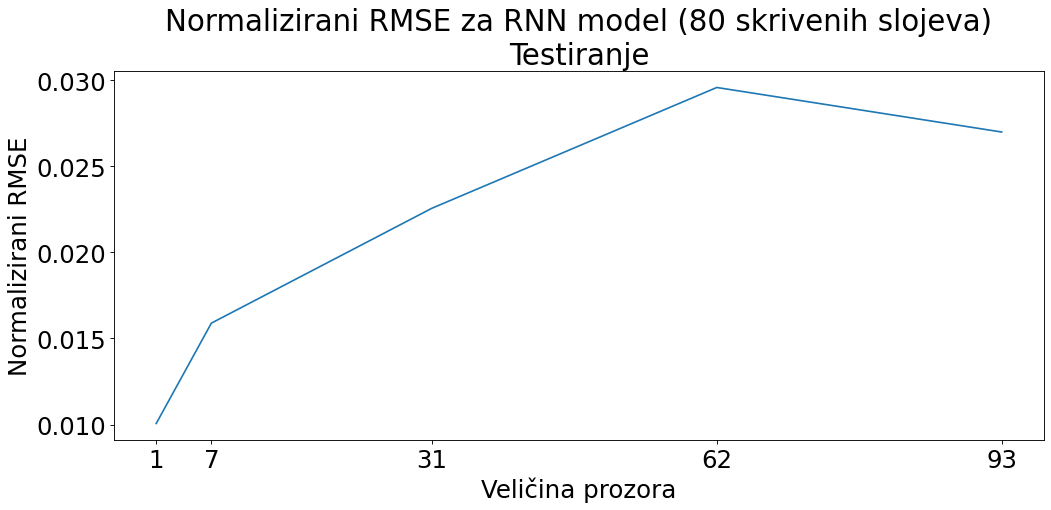 Normalizirani RMSE za RNN model (80 skrivenih slojeva)
Testiranje
Normalizirani RMSE
0.030
0.025
0.020
0.015
0.010
1 7 31 62 93
Veličina prozora